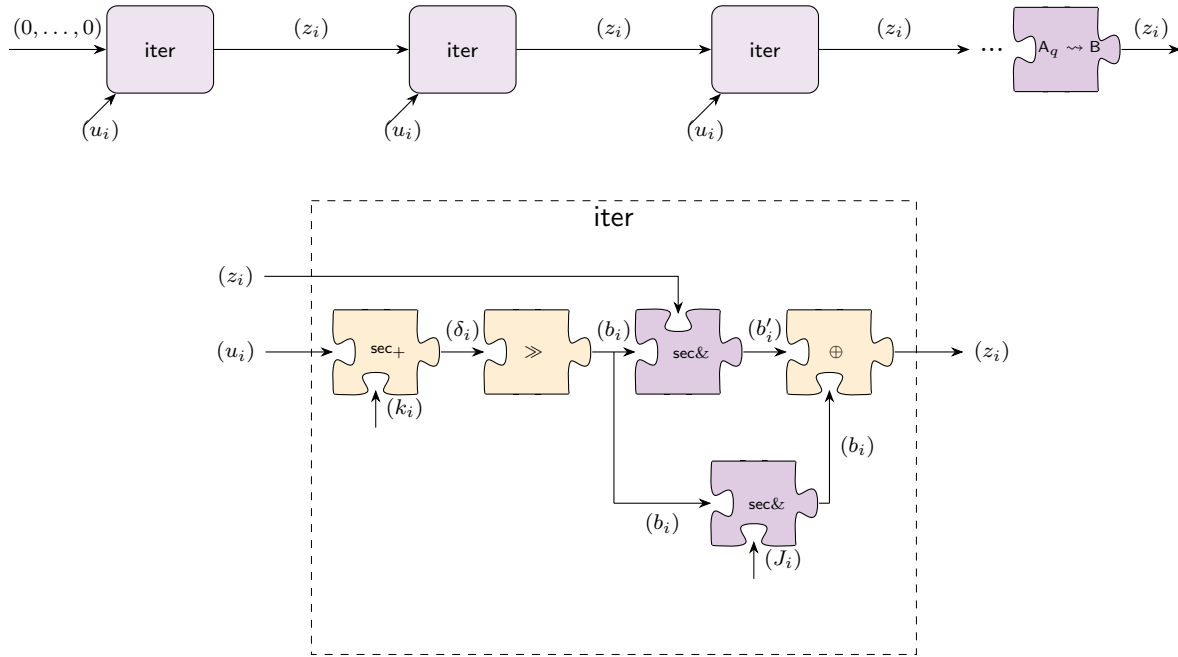 (0, …, 0) (z_i) (z_i) (z_i) (z_i)
iter iter iter ... A_q ⇝ B
(u_i) (u_i) (u_i)
iter
(z_i)
(δ_i) (b_i) (b′_i)
(u_i) sec+ ≫ sec& ⊕ (z_i)
(k_i)
(b_i)
sec&
(b_i)
(J_i)